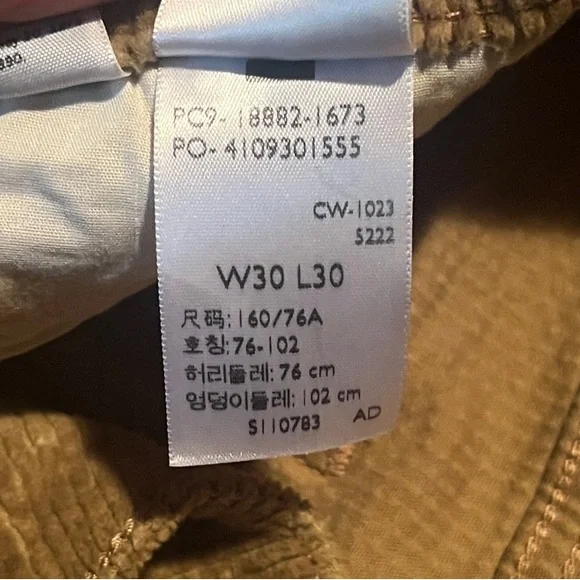 PC9-18882-1673
PO-4109301555
CW-1023
S222
W30 L30
尺码:160/76A
호칭:76-102
허리둘레:76 cm
엉덩이둘레:102 cm
S110783 AD